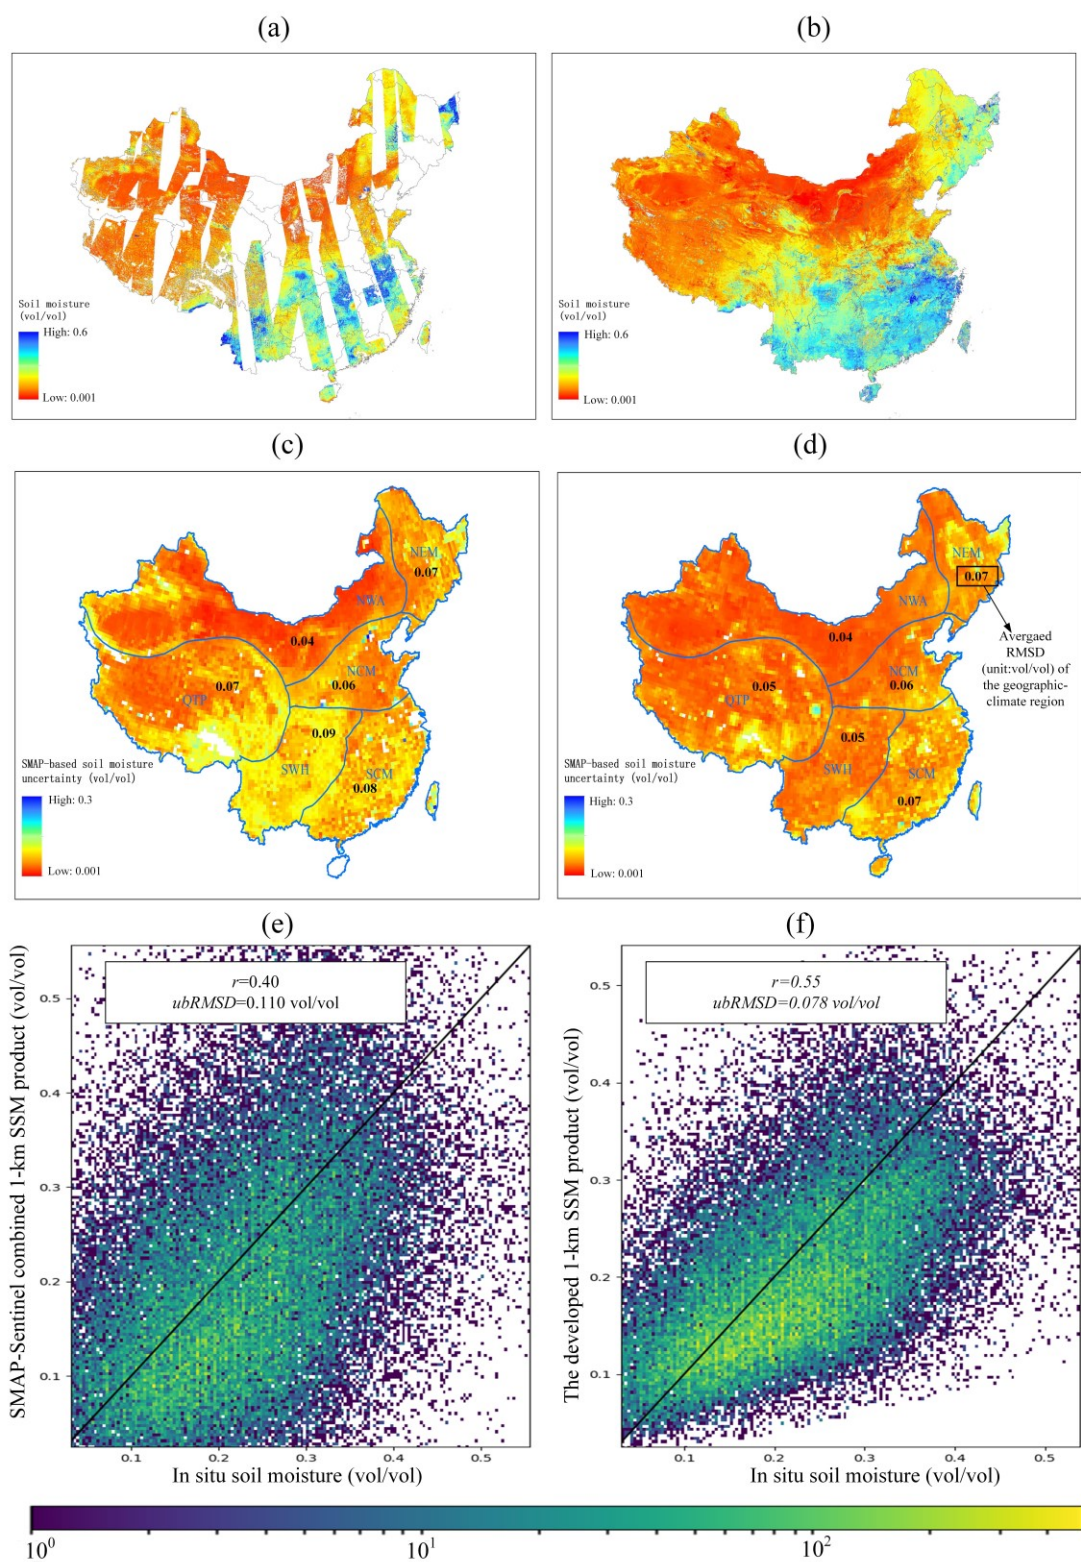 (a)
(b)
Soil moisture
(vol/vol)
High: 0.6
Low: 0.001
Soil moisture
(vol/vol)
High: 0.6
Low: 0.001
(c)
(d)
NEM
0.07
NWA
0.04
NCM
0.06
QTP
0.07
0.09
SWH
SCM
0.08
SMAP-based soil moisture
uncertainty (vol/vol)
High: 0.3
Low: 0.001
NEM
0.07
NWA
0.04
NCM
0.06
QTP
0.05
0.05
SWH
SCM
0.07
Avergaed
RMSD
(unit:vol/vol) of
the geographic-
climate region
SMAP-based soil moisture
uncertainty (vol/vol)
High: 0.3
Low: 0.001
(e)
(f)
SMAP-Sentinel combined 1-km SSM product (vol/vol)
r=0.40
ubRMSD=0.110 vol/vol
0.5
0.4
0.3
0.2
0.1
0.1
0.2
0.3
0.4
0.5
In situ soil moisture (vol/vol)
The developed 1-km SSM product (vol/vol)
r=0.55
ubRMSD=0.078 vol/vol
0.5
0.4
0.3
0.2
0.1
0.1
0.2
0.3
0.4
0.5
In situ soil moisture (vol/vol)
10⁰
10¹
10²